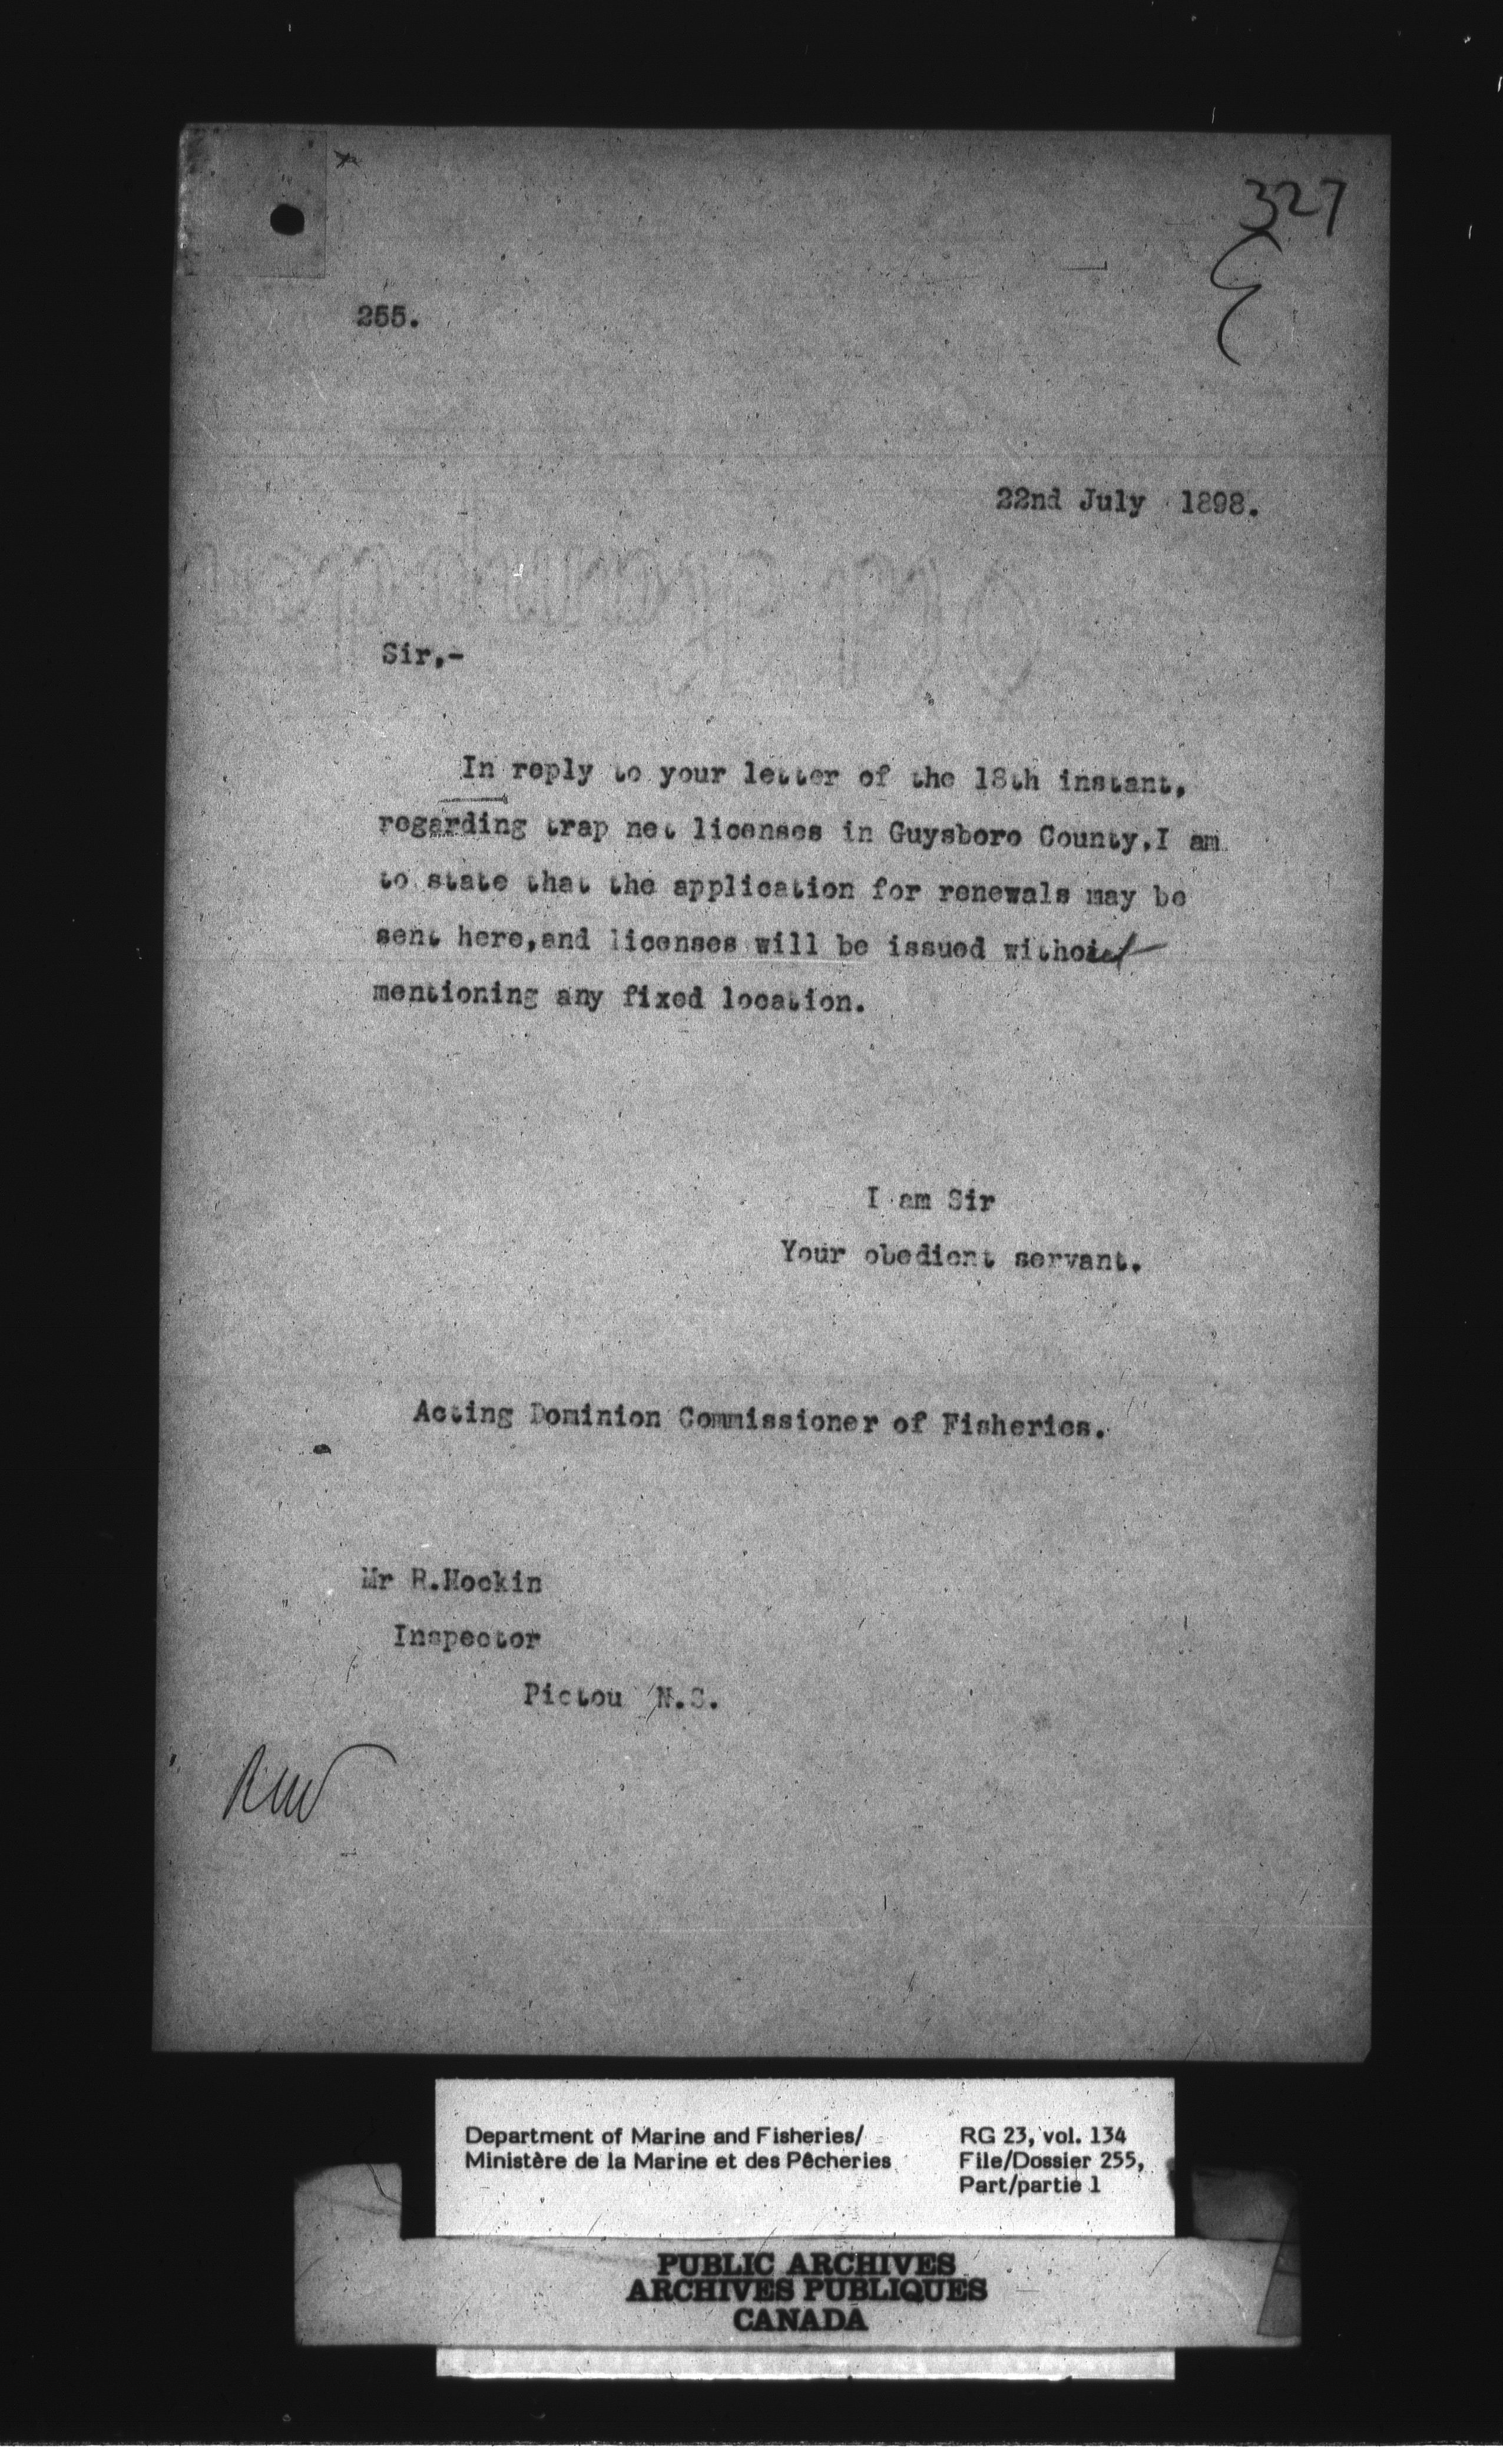 327
255.
22nd July 1898.
Sir,-
In reply to your letter of the 18th instant,
regarding trap net licenses in Guysboro County,I am
to state that the application for renewals may be
sent here,and licenses will be issued without
mentioning any fixed location.
I am Sir
Your obedient servant.
Acting Dominion Commissioner of Fisheries.
Mr R.Hockin
Inspector
Pictou N.S.
Department of Marine and Fisheries/
Ministère de la Marine et des Pêcheries
RG 23, vol. 134
File/Dossier 255,
Part/partie 1
PUBLIC ARCHIVES
ARCHIVES PUBLIQUES
CANADA